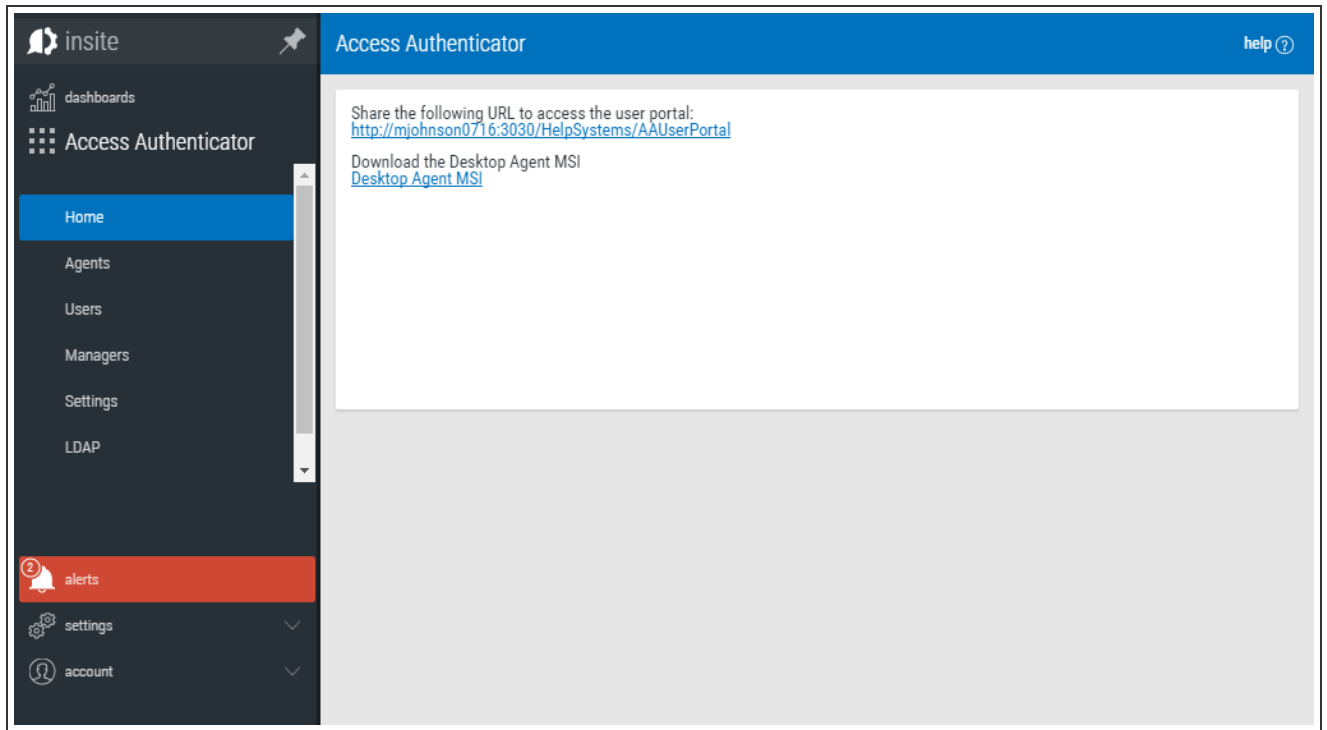 insite
dashboards
Access Authenticator
Home
Agents
Users
Managers
Settings
LDAP
2
alerts
settings
account
Access Authenticator
help ?
Share the following URL to access the user portal:
http://mjohnson0716:3030/HelpSystems/AAUserPortal
Download the Desktop Agent MSI
Desktop Agent MSI